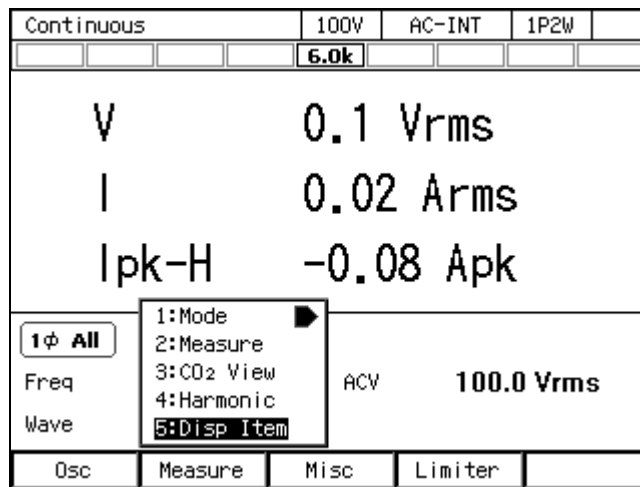 Continuous 100V AC-INT 1P2W
6.0k
V 0.1 Vrms
I 0.02 Arms
Ipk-H -0.08 Apk
1:Mode
1ϕ All 2:Measure
3:CO2 View
Freq ACV 100.0 Vrms
4:Harmonic
Wave 5:Disp Item
Osc Measure Misc Limiter